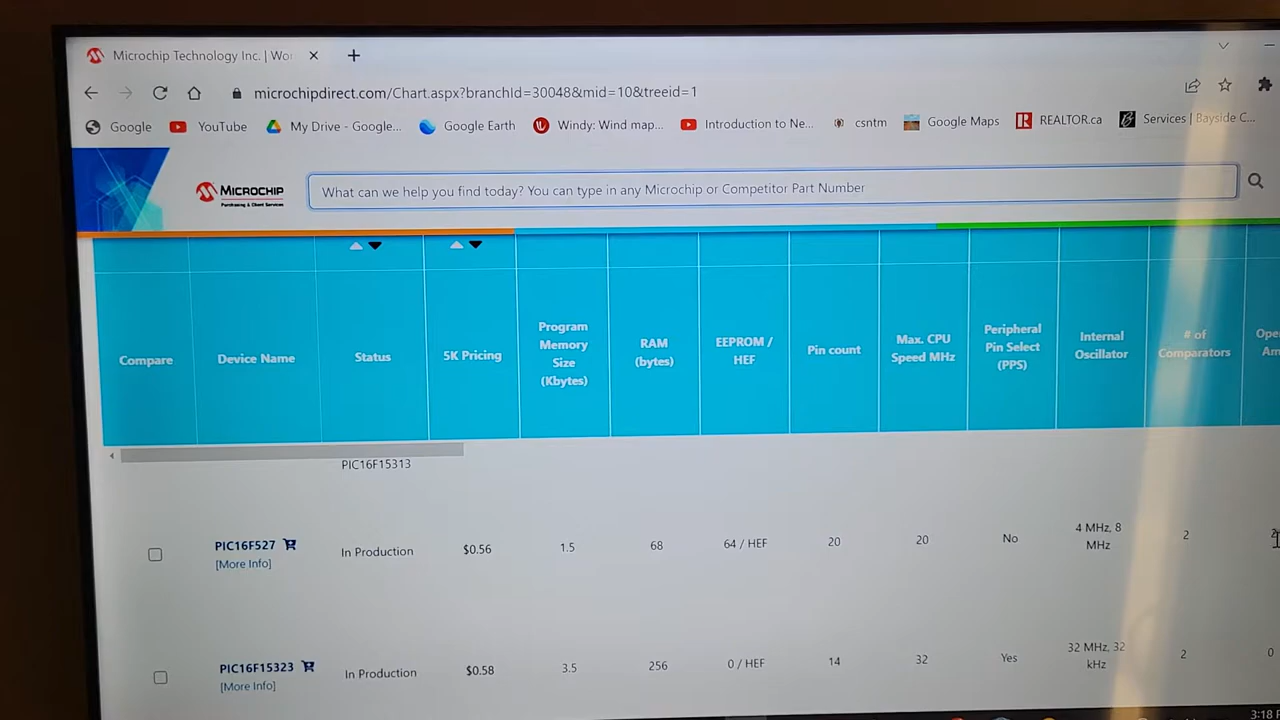 Microchip Technology Inc. | Wo
microchipdirect.com/Chart.aspx?branchId=30048&mid=10&treeid=1
Google YouTube My Drive - Google... Google Earth Windy: Wind map... Introduction to Ne... csntm Google Maps REALTOR.ca Services | Bayside C...
MICROCHIP
Purchasing & Client Services
What can we help you find today? You can type in any Microchip or Competitor Part Number
Compare
Device Name
Status
5K Pricing
Program
Memory
Size
(Kbytes)
RAM
(bytes)
EEPROM /
HEF
Pin count
Max. CPU
Speed MHz
Peripheral
Pin Select
(PPS)
Internal
Oscillator
# of
Comparators
Ope
Am
PIC16F15313
PIC16F527
[More Info]
In Production
$0.56
1.5
68
64 / HEF
20
20
No
4 MHz, 8
MHz
2
2
PIC16F15323
[More Info]
In Production
$0.58
3.5
256
0 / HEF
14
32
Yes
32 MHz, 32
kHz
2
0
3:18 P